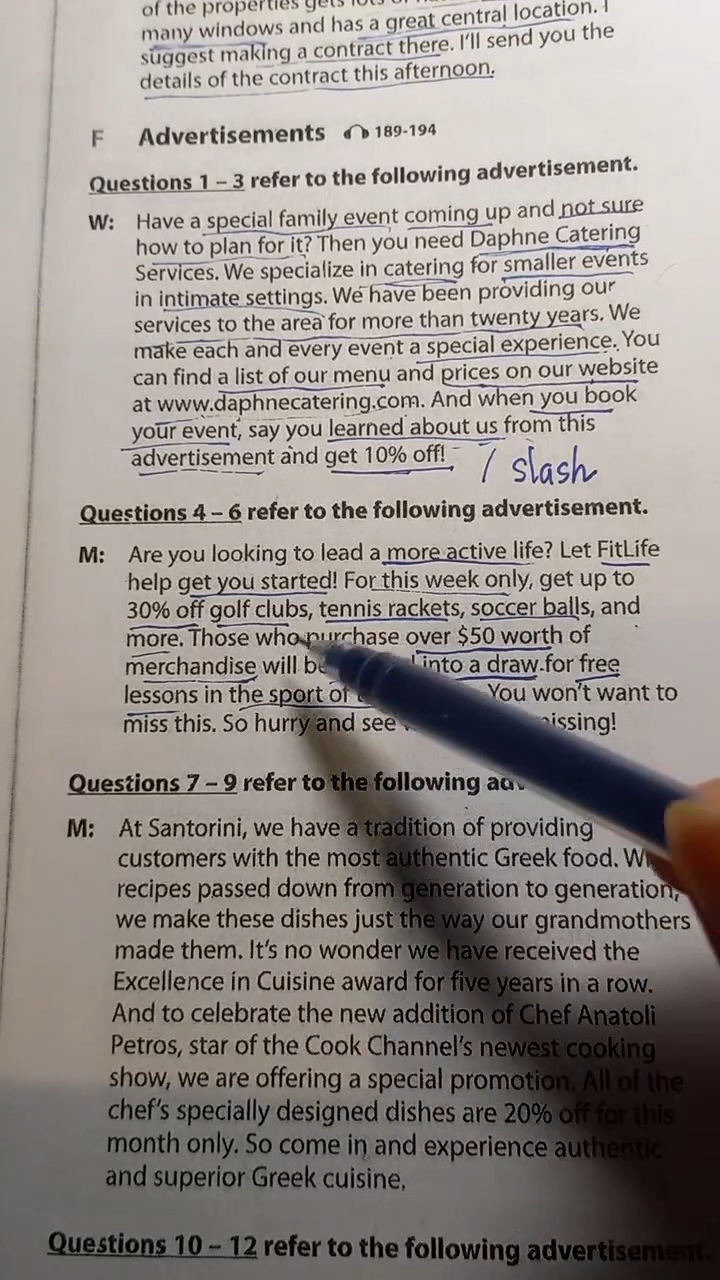 of the properties gets
many windows and has a great central location. I
suggest making a contract there. I'll send you the
details of the contract this afternoon.
F Advertisements 189-194
Questions 1 – 3 refer to the following advertisement.
W: Have a special family event coming up and not sure
how to plan for it? Then you need Daphne Catering
Services. We specialize in catering for smaller events
in intimate settings. We have been providing our
services to the area for more than twenty years. We
make each and every event a special experience. You
can find a list of our menu and prices on our website
at www.daphnecatering.com. And when you book
your event, say you learned about us from this
advertisement and get 10% off! / slash
Questions 4 – 6 refer to the following advertisement.
M: Are you looking to lead a more active life? Let FitLife
help get you started! For this week only, get up to
30% off golf clubs, tennis rackets, soccer balls, and
more. Those who purchase over $50 worth of
merchandise will be into a draw for free
lessons in the sport of You won't want to
miss this. So hurry and see issing!
Questions 7 – 9 refer to the following
M: At Santorini, we have a tradition of providing
customers with the most authentic Greek food.
recipes passed down from generation to generation,
we make these dishes just the way our grandmothers
made them. It's no wonder we have received the
Excellence in Cuisine award for five years in a row.
And to celebrate the new addition of Chef Anatoli
Petros, star of the Cook Channel's newest cooking
show, we are offering a special promotion. All of the
chef's specially designed dishes are 20% off for this
month only. So come in and experience authentic
and superior Greek cuisine.
Questions 10 – 12 refer to the following advertisement.